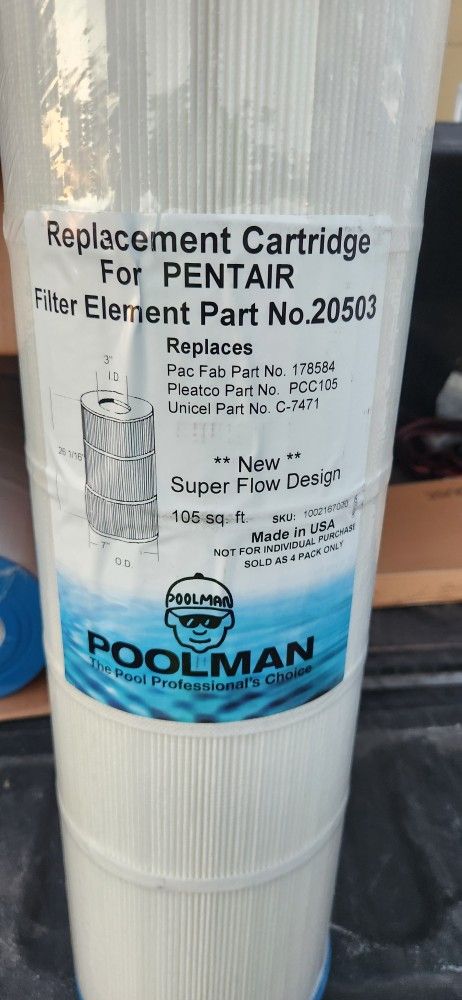 Replacement Cartridge
For PENTAIR
Filter Element Part No.20503
Replaces
Pac Fab Part No. 178584
Pleatco Part No. PCC105
Unicel Part No. C-7471
3"
I.D
26 1/16"
7"
O.D
** New **
Super Flow Design
105 sq. ft. SKU: 1002167020
Made in USA
NOT FOR INDIVIDUAL PURCHASE
SOLD AS 4 PACK ONLY
POOLMAN
POOLMAN
The Pool Professional's Choice